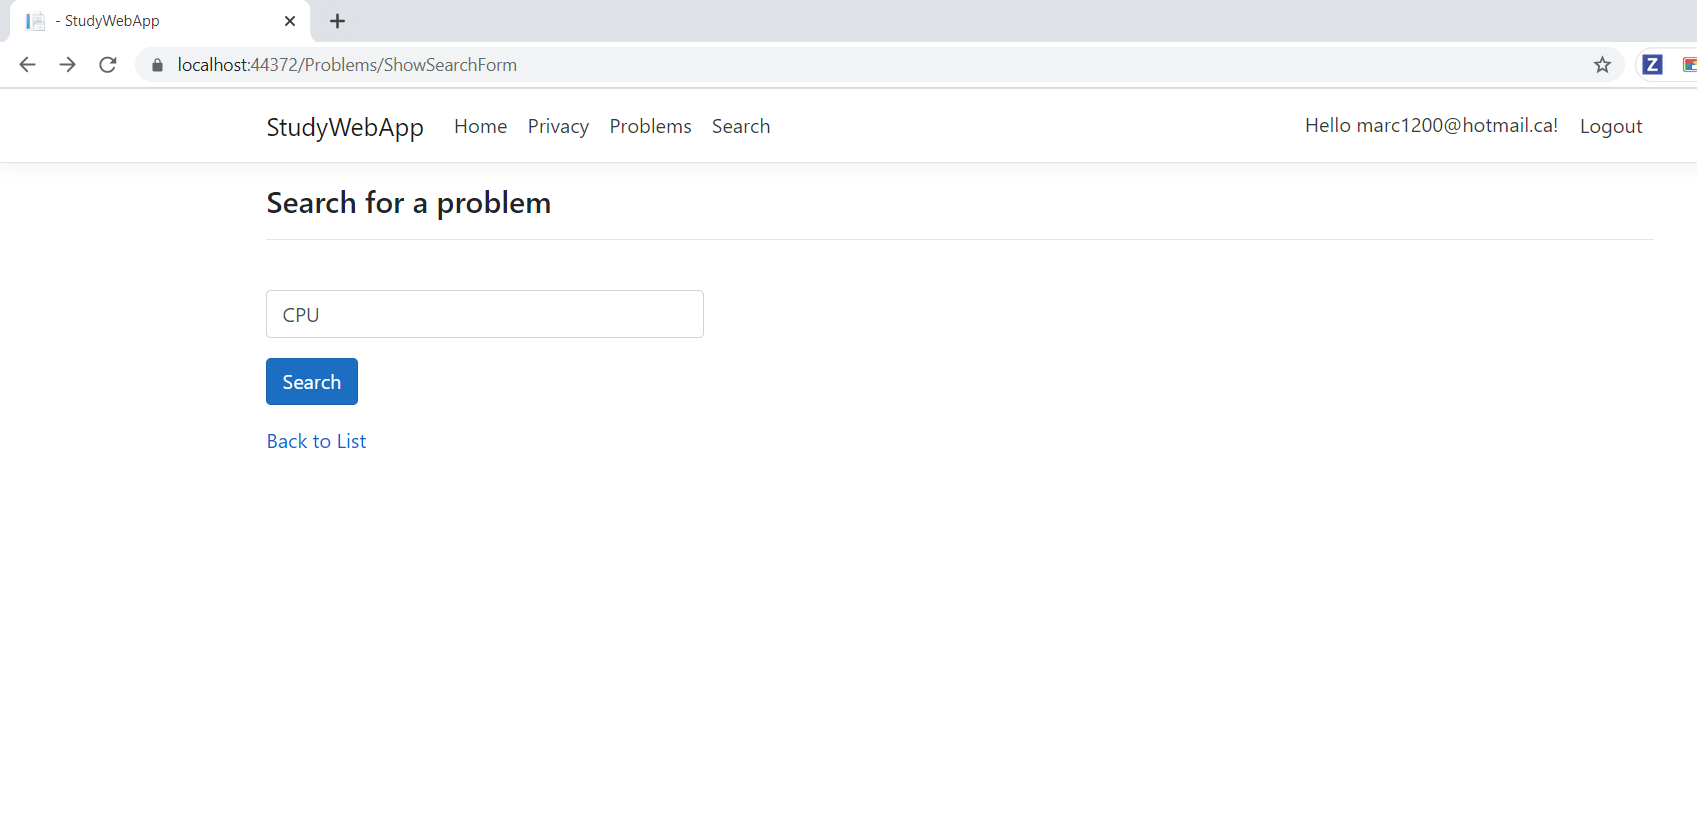 - StudyWebApp
localhost:44372/Problems/ShowSearchForm
Z
StudyWebApp Home Privacy Problems Search Hello marc1200@hotmail.ca! Logout
Search for a problem
CPU
Search
Back to List